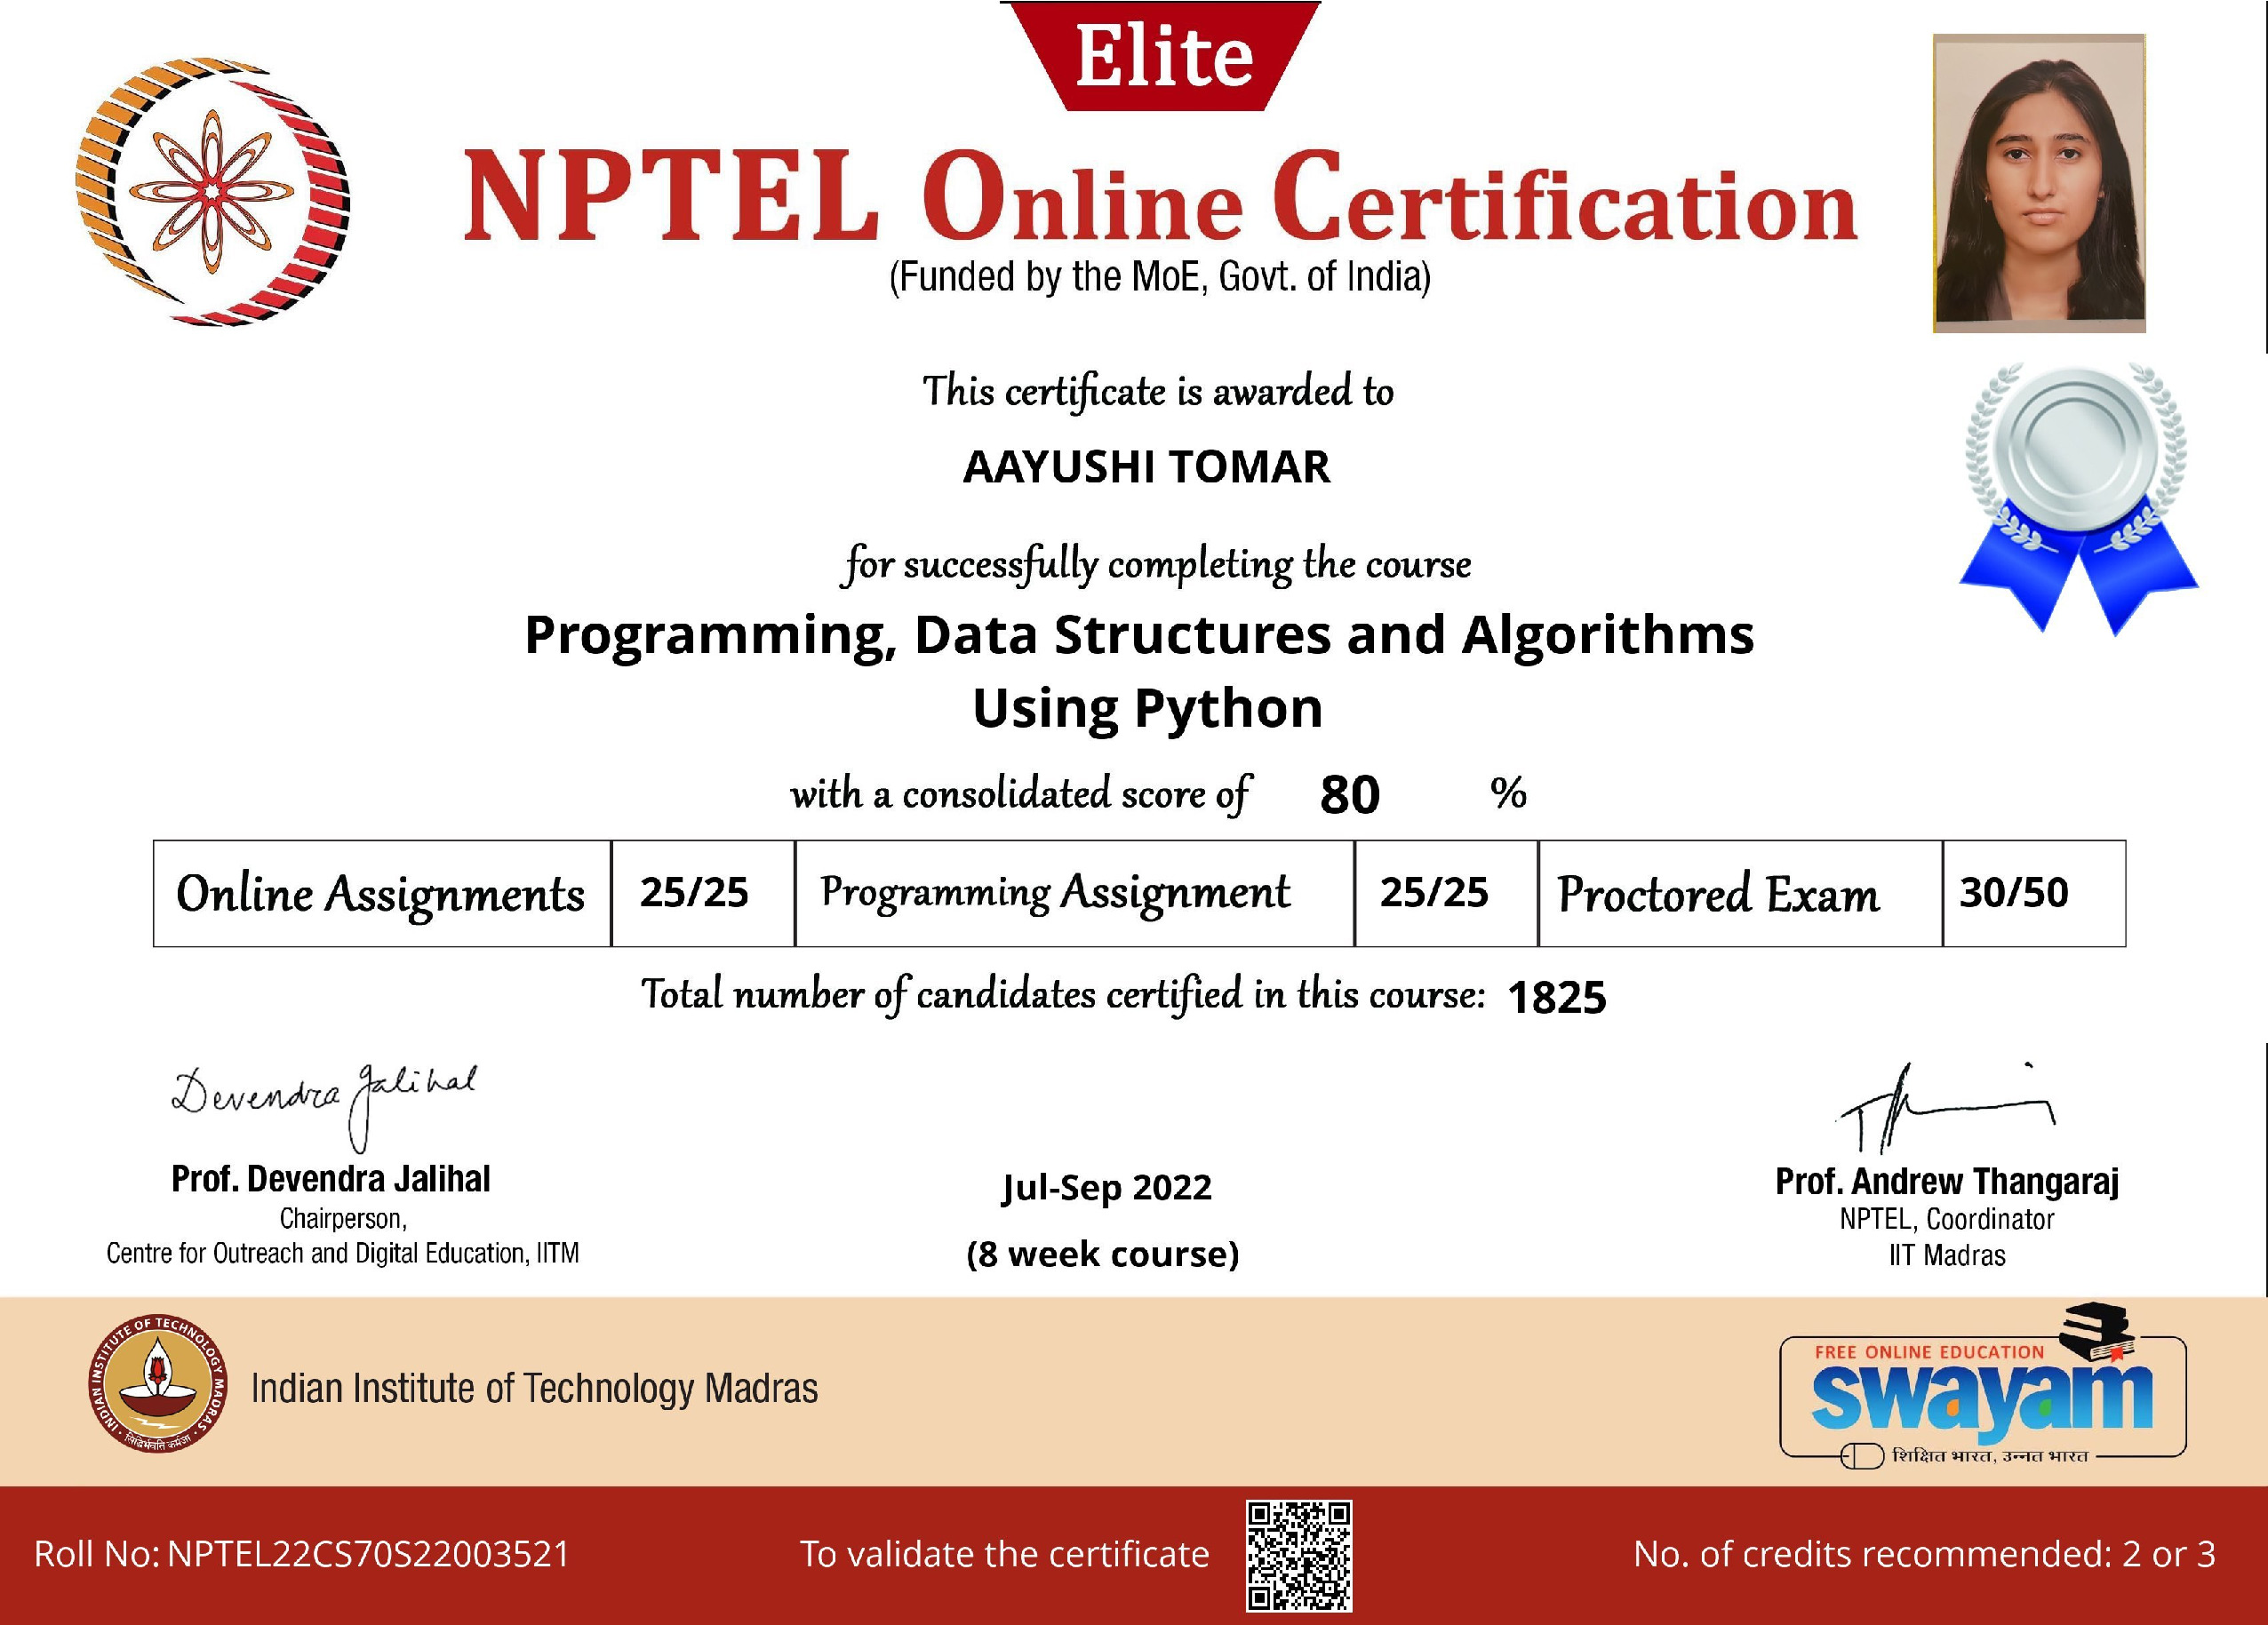 Elite
NPTEL Online Certification
(Funded by the MoE, Govt. of India)
This certificate is awarded to
AAYUSHI TOMAR
for successfully completing the course
Programming, Data Structures and Algorithms
Using Python
with a consolidated score of 80 %
Online Assignments 25/25 Programming Assignment 25/25 Proctored Exam 30/50
Total number of candidates certified in this course: 1825
Devendra Jalihal
Prof. Devendra Jalihal
Chairperson,
Centre for Outreach and Digital Education, IITM
Jul-Sep 2022
(8 week course)
Prof. Andrew Thangaraj
NPTEL, Coordinator
IIT Madras
INDIAN INSTITUTE OF TECHNOLOGY MADRAS
सिद्धिर्भवति कर्मजा
Indian Institute of Technology Madras
FREE ONLINE EDUCATION
swayam
शिक्षित भारत, उन्नत भारत
Roll No: NPTEL22CS70S22003521
To validate the certificate
No. of credits recommended: 2 or 3